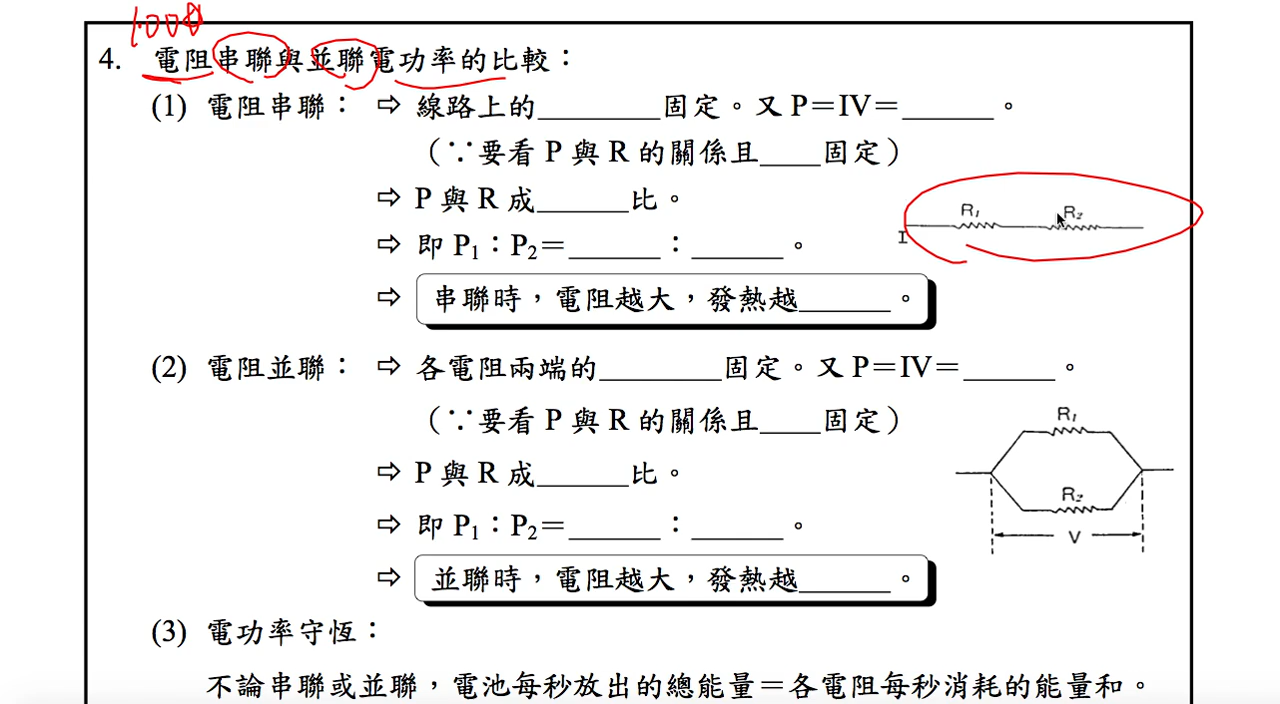 1000
4. 電阻串聯與並聯電功率的比較：
(1) 電阻串聯： ⇨ 線路上的________固定。又 P＝IV＝______。
（∵要看 P 與 R 的關係且____固定）
⇨ P 與 R 成______比。
R₁ R₂
I
⇨ 即 P₁：P₂＝______：______。
⇨ 串聯時，電阻越大，發熱越______。
(2) 電阻並聯： ⇨ 各電阻兩端的________固定。又 P＝IV＝______。
（∵要看 P 與 R 的關係且____固定）
R₁
⇨ P 與 R 成______比。
R₂
⇨ 即 P₁：P₂＝______：______。
V
⇨ 並聯時，電阻越大，發熱越______。
(3) 電功率守恆：
不論串聯或並聯，電池每秒放出的總能量＝各電阻每秒消耗的能量和。